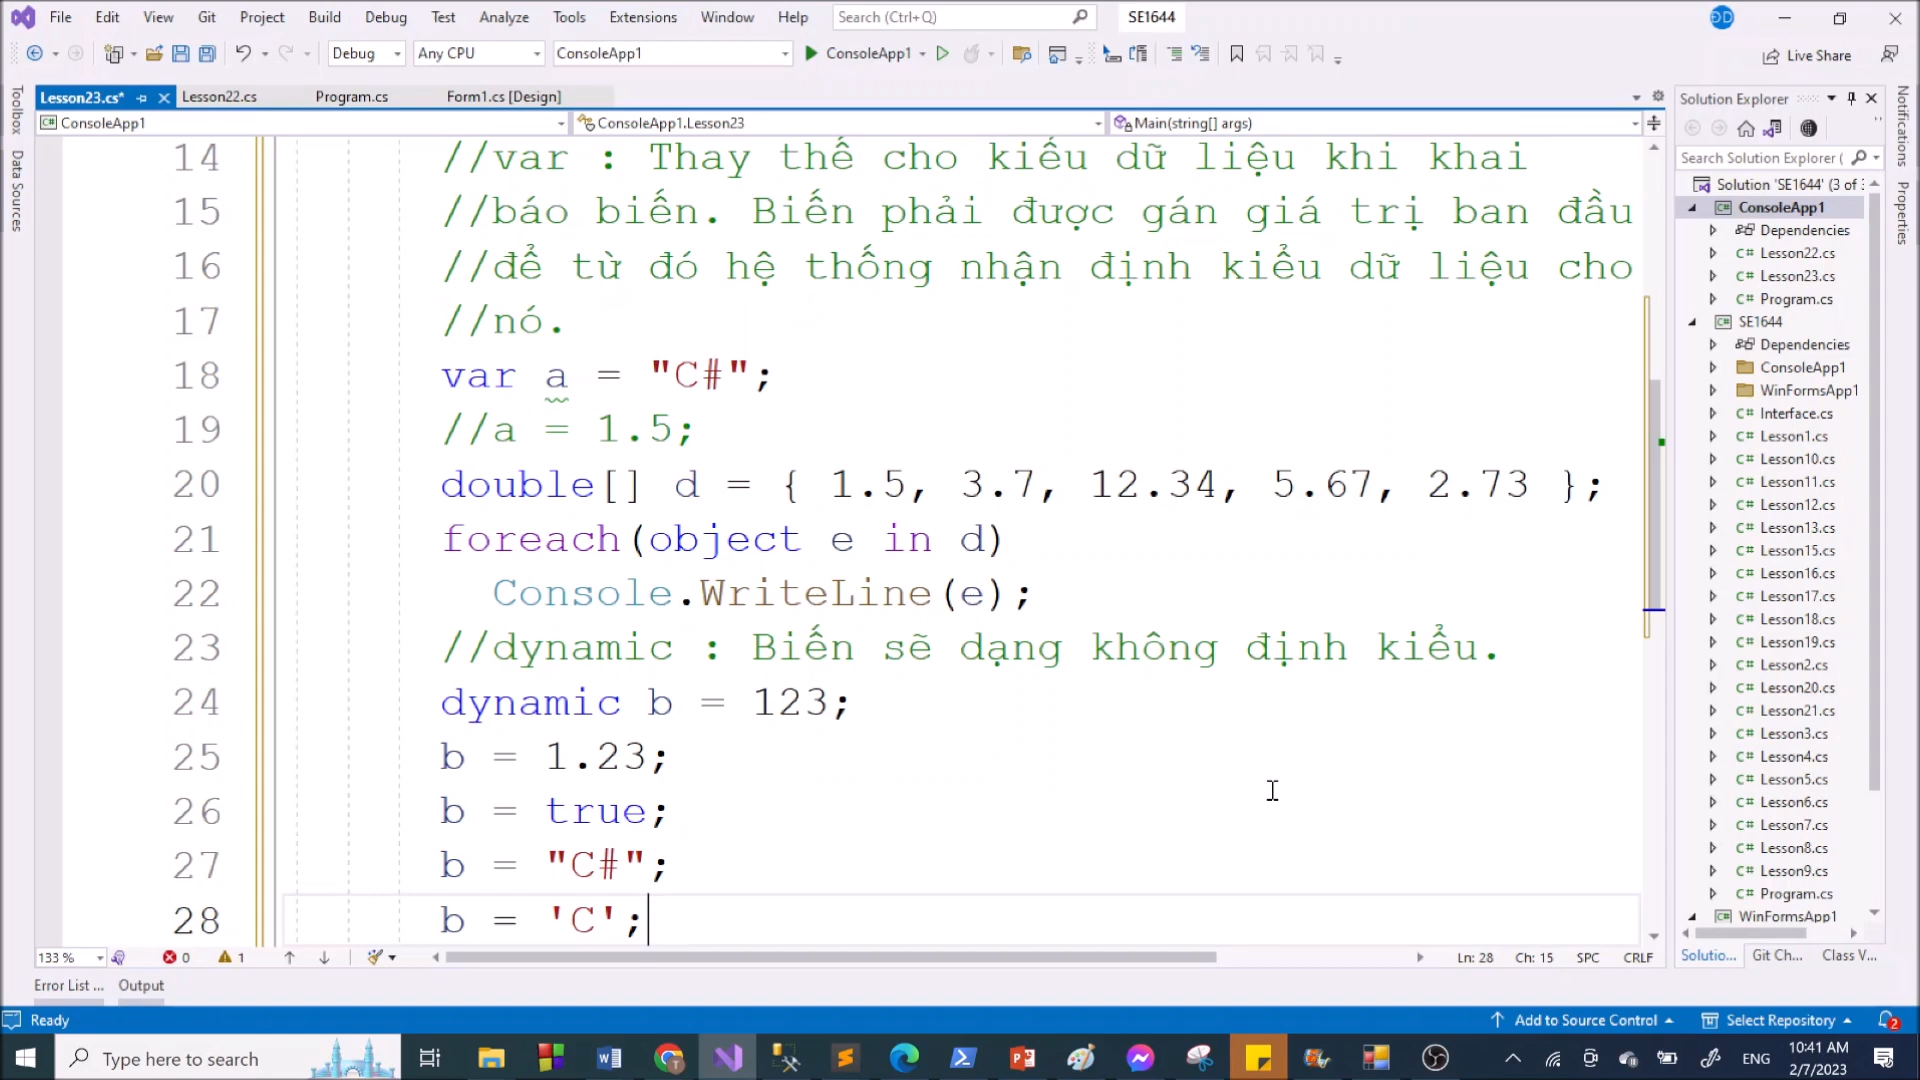 File Edit View Git Project Build Debug Test Analyze Tools Extensions Window Help Search (Ctrl+Q) SE1644 ĐD
Debug Any CPU ConsoleApp1 ConsoleApp1 Live Share
Lesson23.cs* Lesson22.cs Program.cs Form1.cs [Design]
ConsoleApp1 ConsoleApp1.Lesson23 Main(string[] args)
Toolbox
Data Sources
14 //var : Thay thế cho kiểu dữ liệu khi khai
15 //báo biến. Biến phải được gán giá trị ban đầu
16 //để từ đó hệ thống nhận định kiểu dữ liệu cho
17 //nó.
18 var a = "C#";
19 //a = 1.5;
20 double[] d = { 1.5, 3.7, 12.34, 5.67, 2.73 };
21 foreach(object e in d)
22 Console.WriteLine(e);
23 //dynamic : Biến sẽ dạng không định kiểu.
24 dynamic b = 123;
25 b = 1.23;
26 b = true;
27 b = "C#";
28 b = 'C';
133 % 0 1 Ln: 28 Ch: 15 SPC CRLF
Error List ... Output
Solution Explorer
Search Solution Explorer (
Solution 'SE1644' (3 of :
ConsoleApp1
Dependencies
C# Lesson22.cs
C# Lesson23.cs
C# Program.cs
SE1644
Dependencies
ConsoleApp1
WinFormsApp1
C# Interface.cs
C# Lesson1.cs
C# Lesson10.cs
C# Lesson11.cs
C# Lesson12.cs
C# Lesson13.cs
C# Lesson15.cs
C# Lesson16.cs
C# Lesson17.cs
C# Lesson18.cs
C# Lesson19.cs
C# Lesson2.cs
C# Lesson20.cs
C# Lesson21.cs
C# Lesson3.cs
C# Lesson4.cs
C# Lesson5.cs
C# Lesson6.cs
C# Lesson7.cs
C# Lesson8.cs
C# Lesson9.cs
C# Program.cs
WinFormsApp1
Solutio... Git Ch... Class V...
Notifications
Properties
Ready Add to Source Control Select Repository 2
Type here to search ENG 10:41 AM
2/7/2023